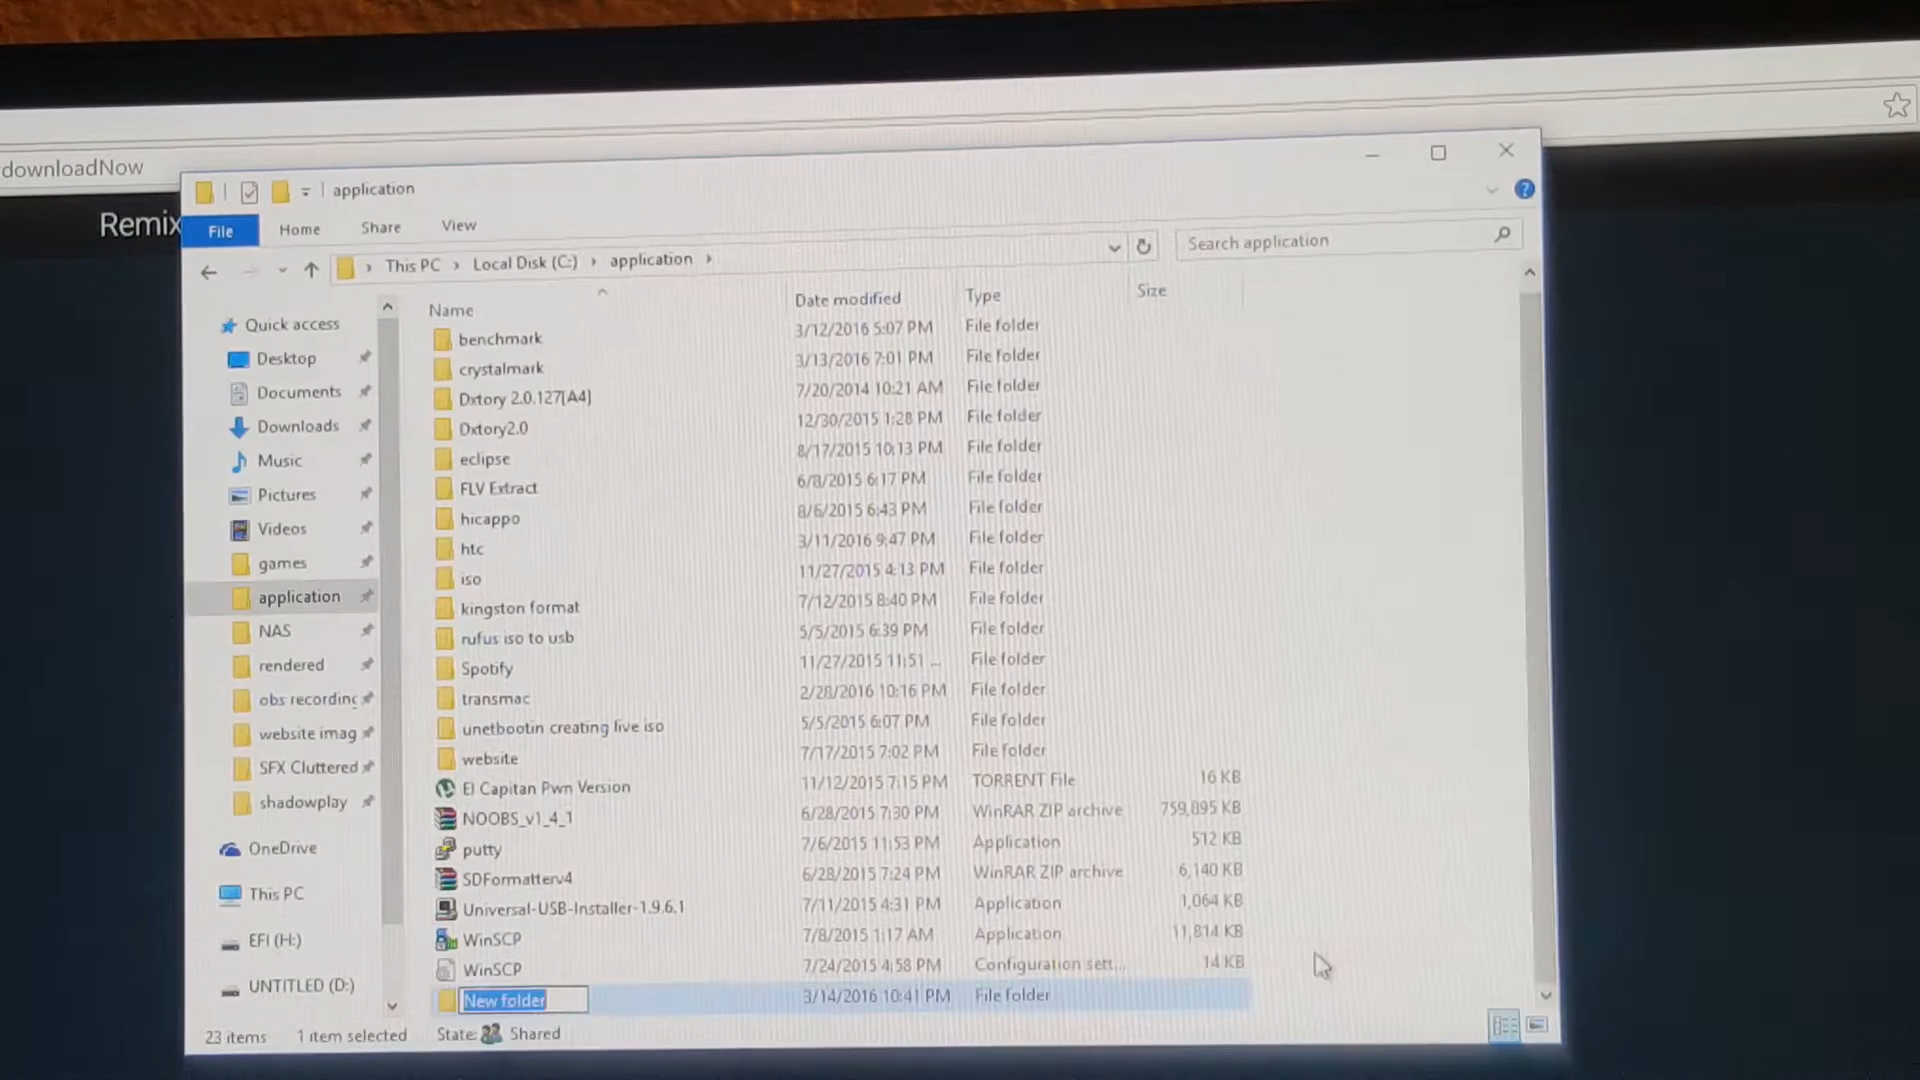 downloadNow
Remix
application
File Home Share View
This PC › Local Disk (C:) › application ›
Search application
Quick access
Desktop
Documents
Downloads
Music
Pictures
Videos
games
application
NAS
rendered
obs recording
website imag
SFX Cluttered
shadowplay
OneDrive
This PC
EFI (H:)
UNTITLED (D:)
Name Date modified Type Size
benchmark 3/12/2016 5:07 PM File folder
crystalmark 3/13/2016 7:01 PM File folder
Dxtory 2.0.127[A4] 7/20/2014 10:21 AM File folder
Dxtory2.0 12/30/2015 1:28 PM File folder
eclipse 8/17/2015 10:13 PM File folder
FLV Extract 6/8/2015 6:17 PM File folder
hicappo 8/6/2015 6:43 PM File folder
htc 3/11/2016 9:47 PM File folder
iso 11/27/2015 4:13 PM File folder
kingston format 7/12/2015 8:40 PM File folder
rufus iso to usb 5/5/2015 6:39 PM File folder
Spotify 11/27/2015 11:51 ... File folder
transmac 2/28/2016 10:16 PM File folder
unetbootin creating live iso 5/5/2015 6:07 PM File folder
website 7/17/2015 7:02 PM File folder
El Capitan Pwn Version 11/12/2015 7:15 PM TORRENT File 16 KB
NOOBS_v1_4_1 6/28/2015 7:30 PM WinRAR ZIP archive 759,895 KB
putty 7/6/2015 11:53 PM Application 512 KB
SDFormatterv4 6/28/2015 7:24 PM WinRAR ZIP archive 6,140 KB
Universal-USB-Installer-1.9.6.1 7/11/2015 4:31 PM Application 1,064 KB
WinSCP 7/8/2015 1:17 AM Application 11,814 KB
WinSCP 7/24/2015 4:58 PM Configuration sett... 14 KB
New folder 3/14/2016 10:41 PM File folder
23 items 1 item selected State: Shared